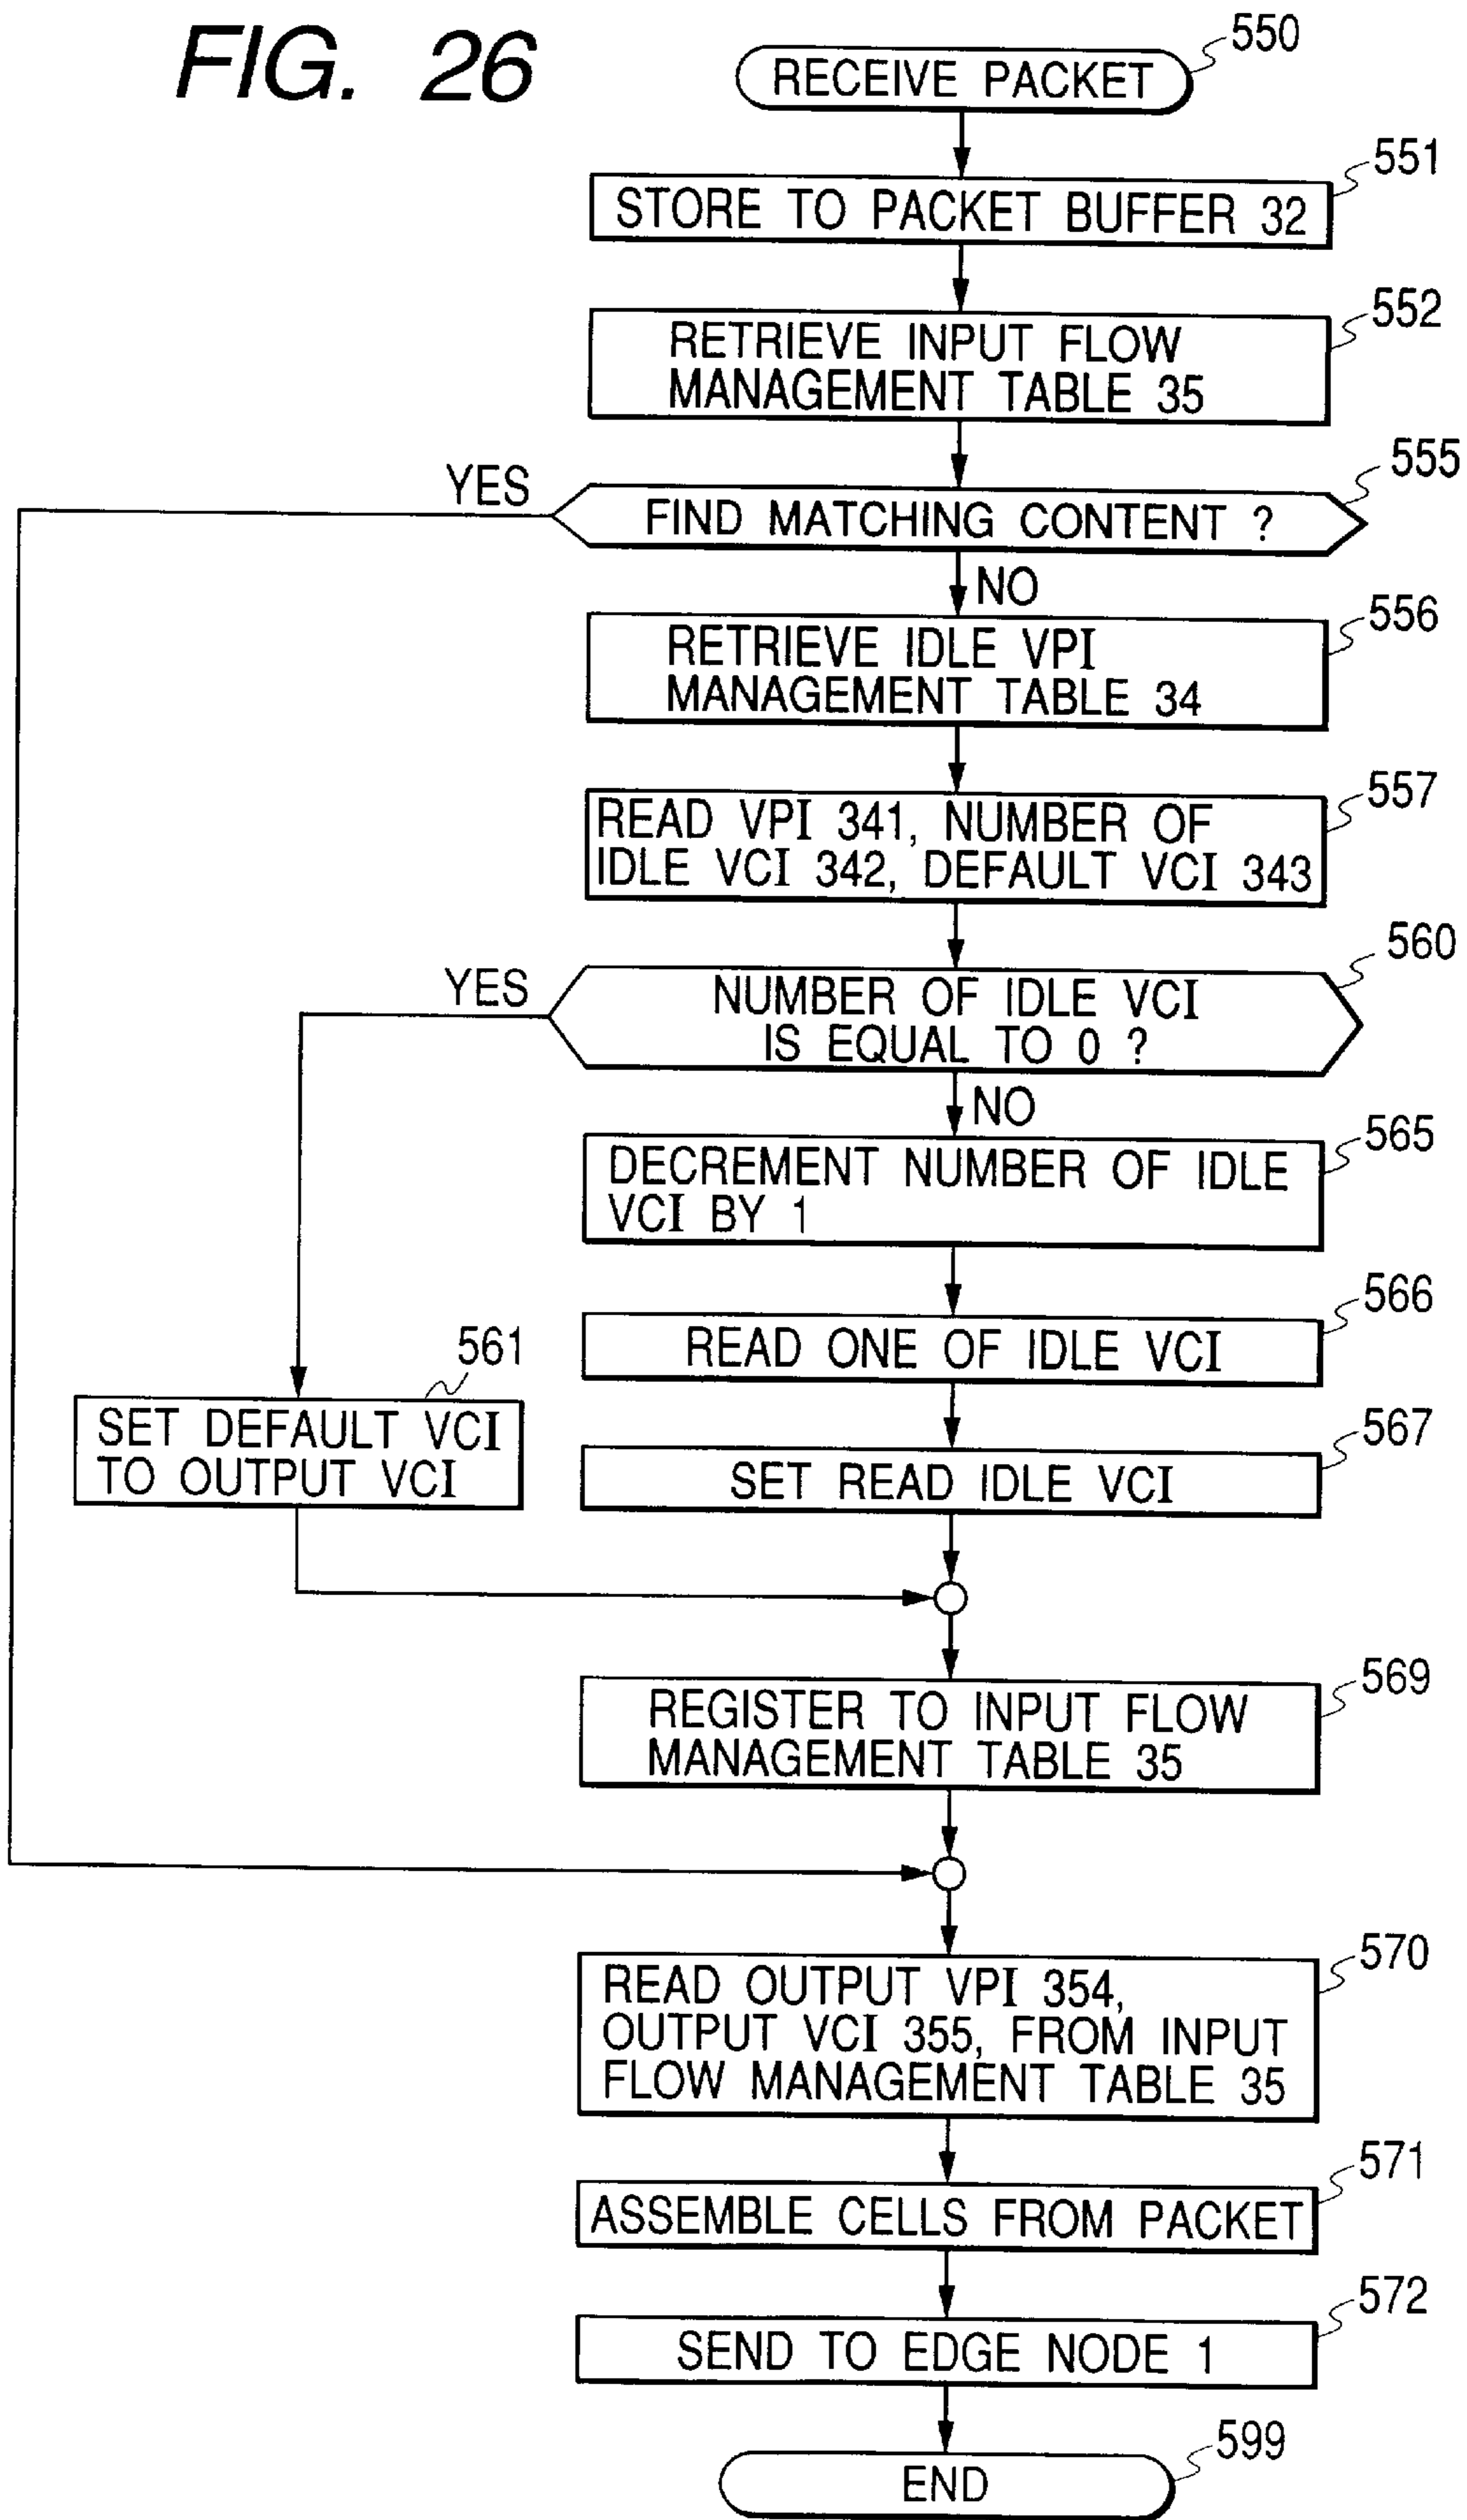 FIG. 26
550
RECEIVE PACKET
551
STORE TO PACKET BUFFER 32
552
RETRIEVE INPUT FLOW
MANAGEMENT TABLE 35
555
YES
FIND MATCHING CONTENT ?
NO
556
RETRIEVE IDLE VPI
MANAGEMENT TABLE 34
557
READ VPI 341, NUMBER OF
IDLE VCI 342, DEFAULT VCI 343
560
YES
NUMBER OF IDLE VCI
IS EQUAL TO 0 ?
NO
565
DECREMENT NUMBER OF IDLE
VCI BY 1
566
READ ONE OF IDLE VCI
561
SET DEFAULT VCI
TO OUTPUT VCI
567
SET READ IDLE VCI
569
REGISTER TO INPUT FLOW
MANAGEMENT TABLE 35
570
READ OUTPUT VPI 354,
OUTPUT VCI 355, FROM INPUT
FLOW MANAGEMENT TABLE 35
571
ASSEMBLE CELLS FROM PACKET
572
SEND TO EDGE NODE 1
599
END